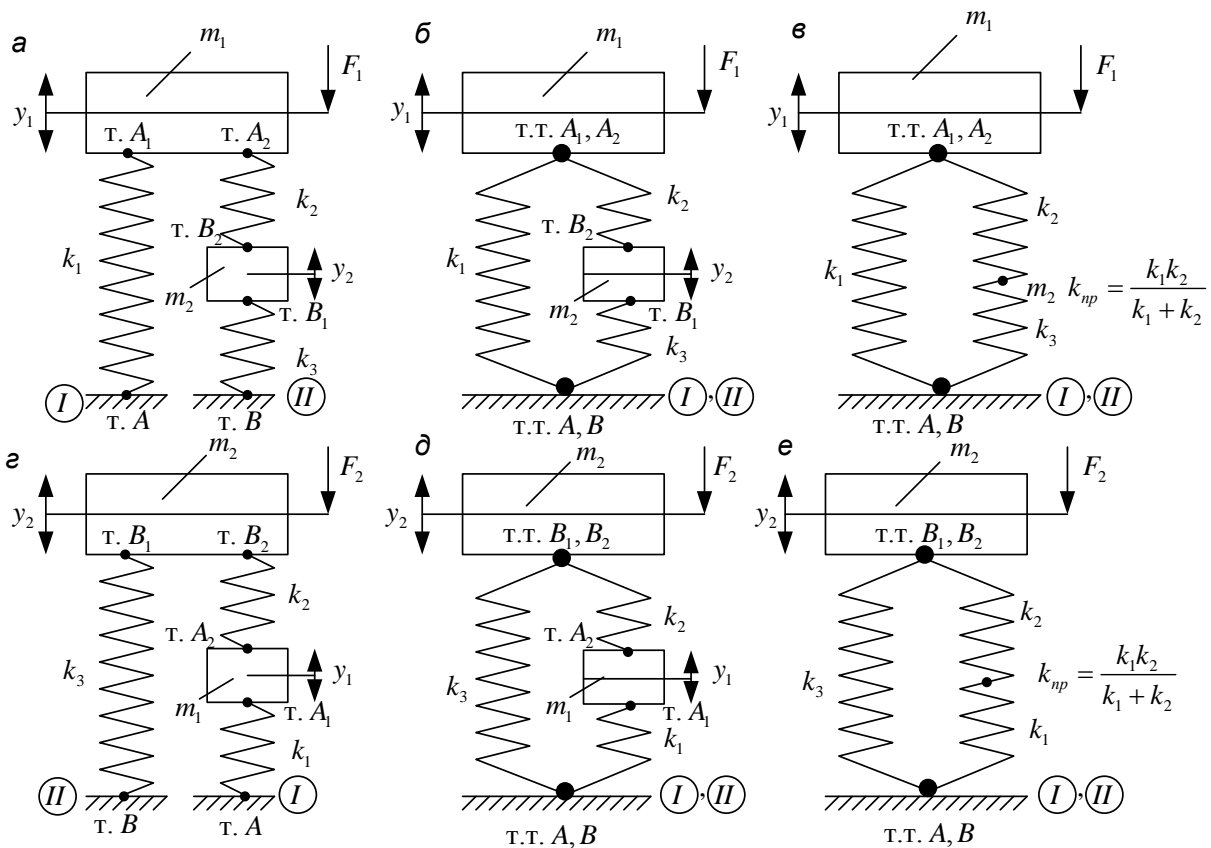 а
m₁
F₁
y₁
т. A₁
т. A₂
k₂
т. B₂
k₁
y₂
m₂
т. B₁
k₃
I
II
т. A
т. B
б
m₁
F₁
y₁
т.т. A₁, A₂
k₂
т. B₂
k₁
y₂
m₂
т. B₁
k₃
I, II
т.т. A, B
в
m₁
F₁
y₁
т.т. A₁, A₂
k₂
k₁
m₂
k_{пр} = k₁k₂ / (k₁ + k₂)
k₃
I, II
т.т. A, B
г
m₂
F₂
y₂
т. B₁
т. B₂
k₂
т. A₂
k₃
y₁
m₁
т. A₁
k₁
II
I
т. B
т. A
д
m₂
F₂
y₂
т.т. B₁, B₂
k₂
т. A₂
k₃
y₁
m₁
т. A₁
k₁
I, II
т.т. A, B
е
m₂
F₂
y₂
т.т. B₁, B₂
k₂
k₃
k_{пр} = k₁k₂ / (k₁ + k₂)
k₁
I, II
т.т. A, B